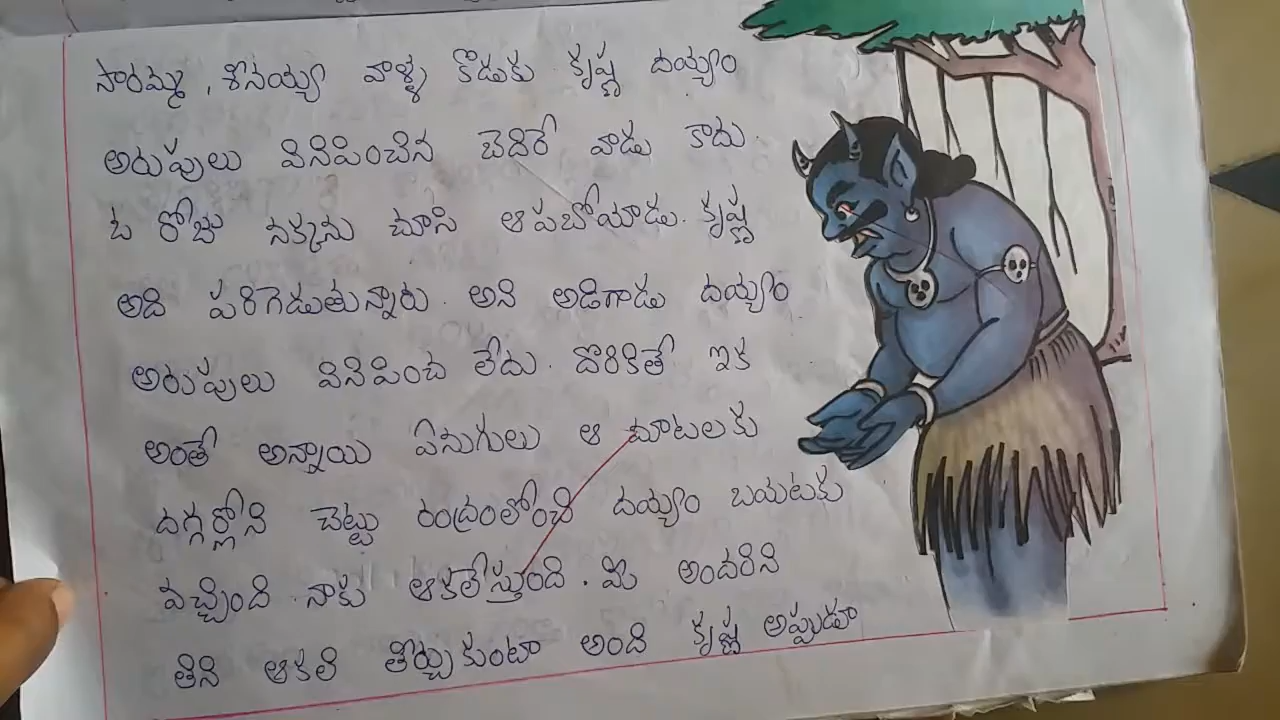 సారమ్మ , శీనయ్య వాళ్ళ కొడుకు కృష్ణ దయ్యం
అరుపులు వినిపించిన బెదిరే వాడు కాదు.
ఓ రోజు నక్కను చూసి ఆపబోయాడు. కృష్ణ
అది పరిగెడుతున్నారు. అని అడిగాడు దయ్యం
అరుపులు వినిపించ లేదు. దొరికితే ఇక
అంతే అన్నాయి ఏనుగులు ఆ మాటలకు
దగ్గర్లోని చెట్టు రంద్రంలోంచి దయ్యం బయటకు
వచ్చింది. నాకు ఆకలేస్తుంది. మీ అందరిని
తిని ఆకలి తీర్చుకుంటా అంది కృష్ణ అప్పుడూ